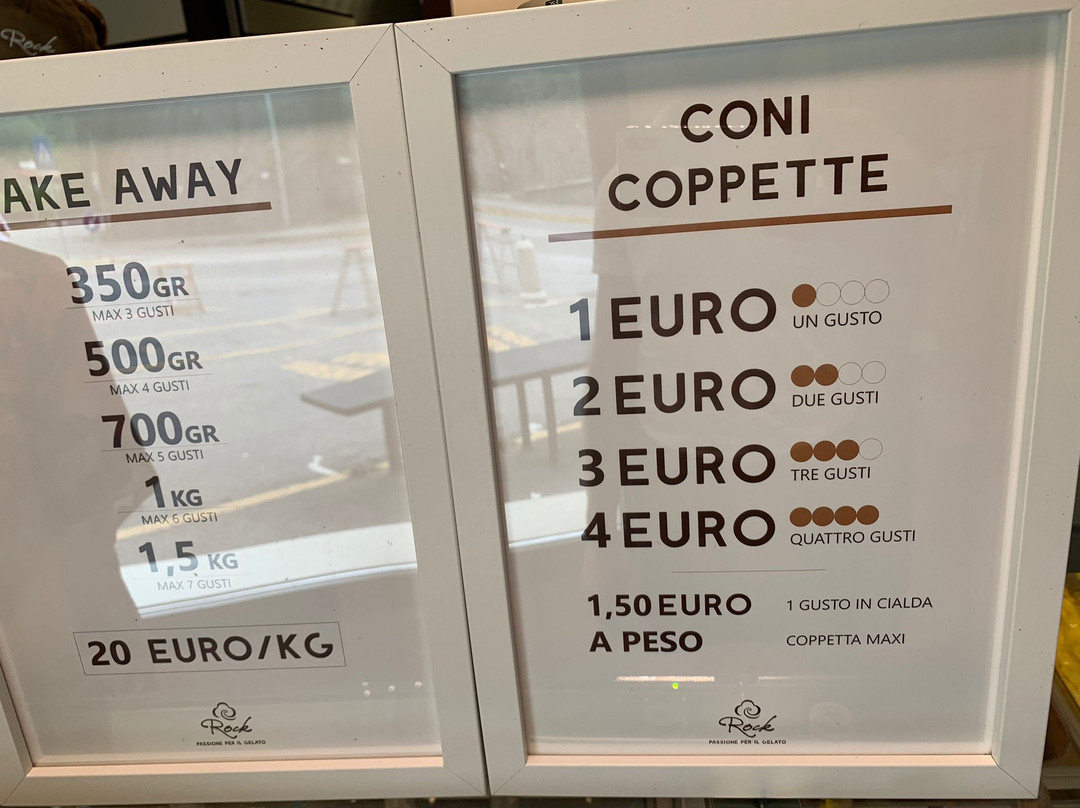 Rock
AKE AWAY
350GR
MAX 3 GUSTI
500GR
MAX 4 GUSTI
700GR
MAX 5 GUSTI
1 KG
MAX 6 GUSTI
1,5 KG
MAX 7 GUSTI
20 EURO/KG
Rock
PASSIONE PER IL GELATO
CONI
COPPETTE
1 EURO UN GUSTO
2 EURO DUE GUSTI
3 EURO TRE GUSTI
4 EURO QUATTRO GUSTI
1,50 EURO 1 GUSTO IN CIALDA
A PESO COPPETTA MAXI
Rock
PASSIONE PER IL GELATO